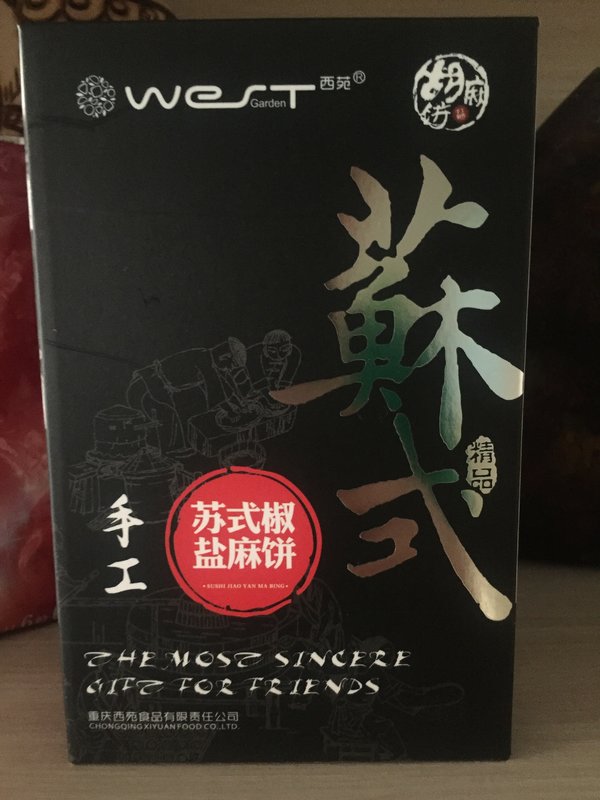 west 西苑®
Garden
胡麻饼
蘇式
精品
手工
苏式椒
盐麻饼
• SUSHI JIAO YAN MA BING •
THE MOST SINCERE
GIFT FOR FRIENDS
重庆西苑食品有限责任公司
CHONGQING XIYUAN FOOD CO.,LTD.